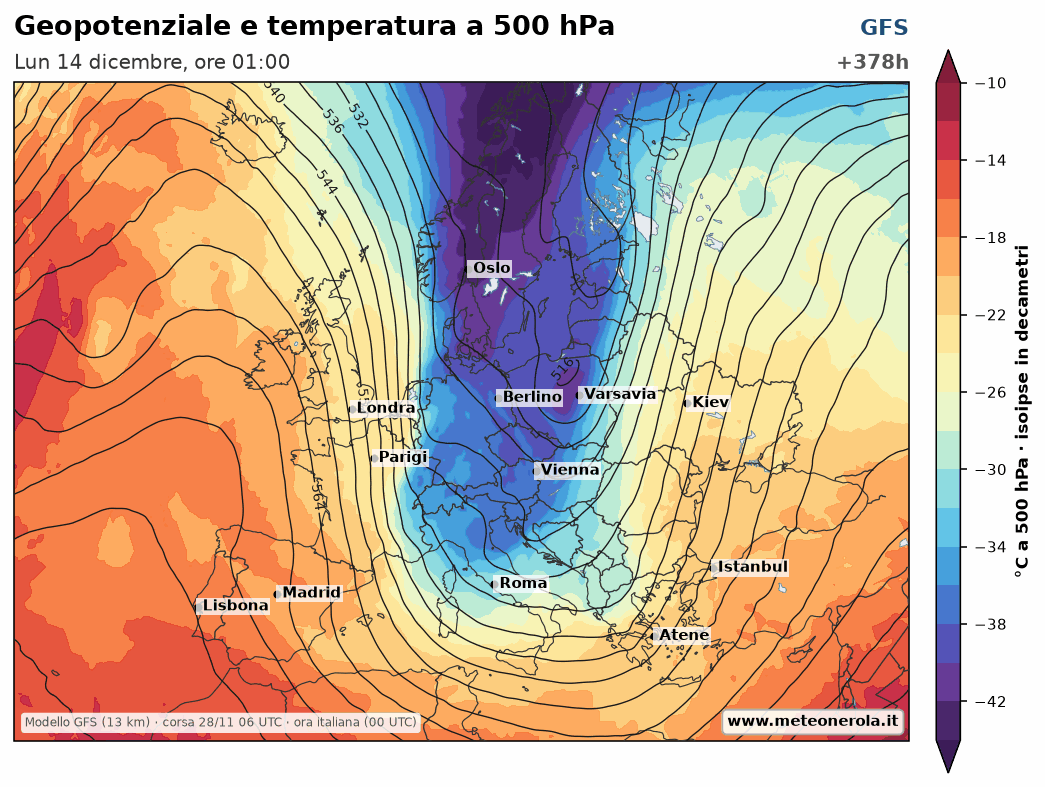 Geopotenziale e temperatura a 500 hPa
GFS
Lun 14 dicembre, ore 01:00
+378h
540
536
532
544
516
564
Oslo
Berlino
Varsavia
Kiev
Londra
Parigi
Vienna
Istanbul
Roma
Madrid
Lisbona
Atene
−10
−14
−18
−22
−26
−30
−34
−38
−42
°C a 500 hPa · isoipse in decametri
Modello GFS (13 km) · corsa 28/11 06 UTC · ora italiana (00 UTC)
www.meteonerola.it